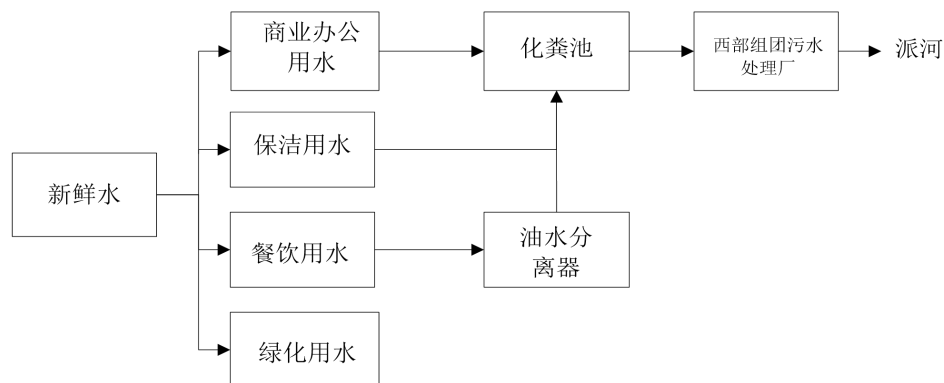 商业办公
用水
化粪池
西部组团污水
处理厂
派河
保洁用水
新鲜水
餐饮用水
油水分
离器
绿化用水